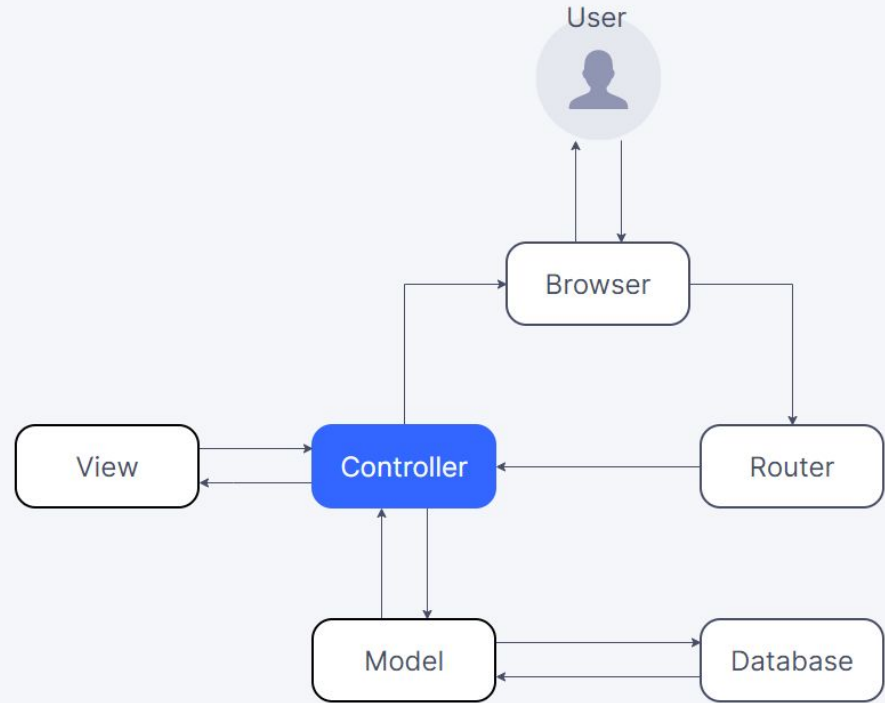 User
Browser
View
Controller
Router
Model
Database